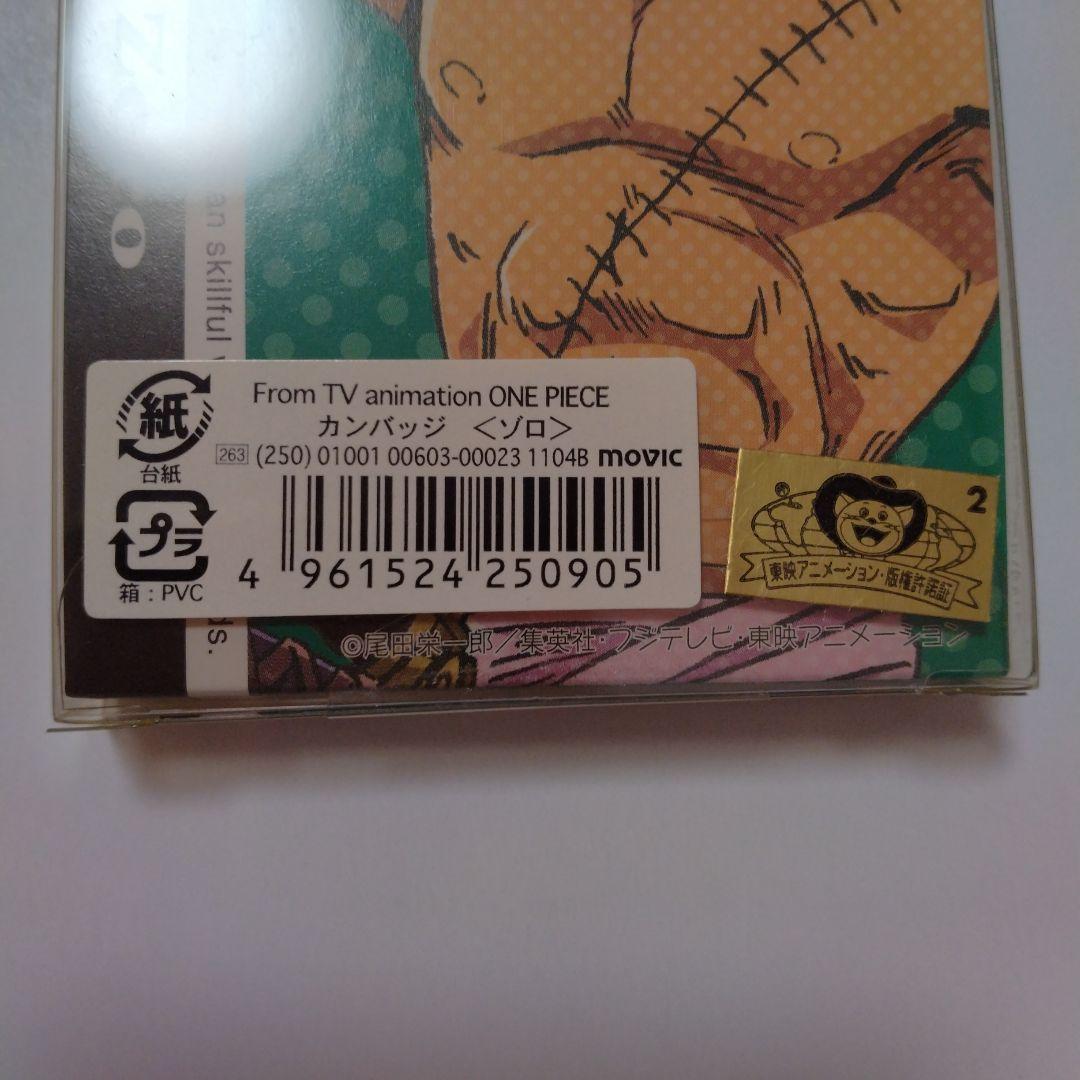 an skillful
ds.
O
紙
台紙
プラ
箱：PVC
From TV animation ONE PIECE
カンバッジ　＜ゾロ＞
263 (250) 01001 00603-00023 1104B movic
4 961524 250905
2
東映アニメーション・版権許諾証
©尾田栄一郎／集英社・フジテレビ・東映アニメーション